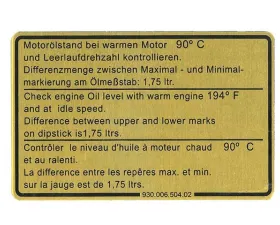 Motorölstand bei warmen Motor 90° C
und Leerlaufdrehzahl kontrollieren.
Differenzmenge zwischen Maximal - und Minimal-
markierung am Ölmeßstab: 1,75 ltr.
Check engine Oil level with warm engine 194° F
and at idle speed.
Difference between upper and lower marks
on dipstick is1,75 ltrs.
Contrôler le niveau d'huile à moteur chaud 90° C
et au ralenti.
La difference entre les repêres max. et min.
sur la jauge est de 1,75 ltrs.
930.006.504.02